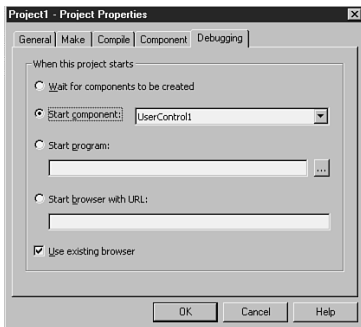 Project1 - Project Properties
General Make Compile Component Debugging
When this project starts
Wait for components to be created
Start component: UserControl1
Start program:
...
Start browser with URL:
Use existing browser
OK Cancel Help